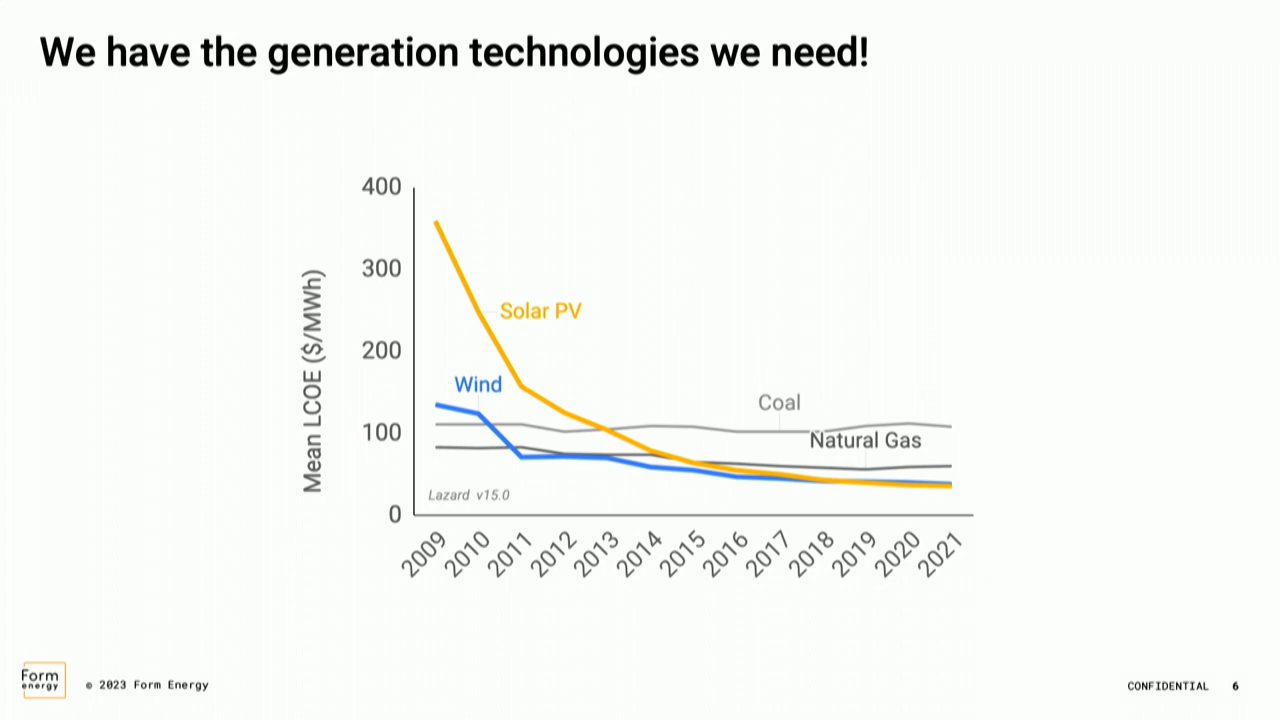 We have the generation technologies we need!
400
300
200
100
0
Mean LCOE ($/MWh)
Solar PV
Wind
Coal
Natural Gas
Lazard v15.0
2009
2010
2011
2012
2013
2014
2015
2016
2017
2018
2019
2020
2021
Form
energy
© 2023 Form Energy
CONFIDENTIAL 6